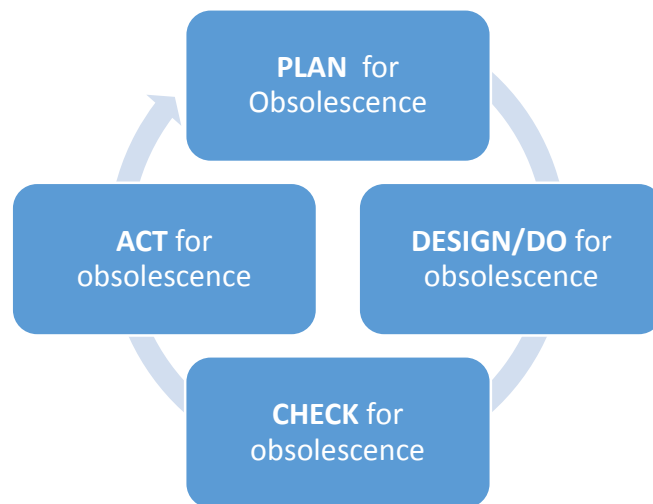 PLAN for
Obsolescence
ACT for
obsolescence
DESIGN/DO for
obsolescence
CHECK for
obsolescence